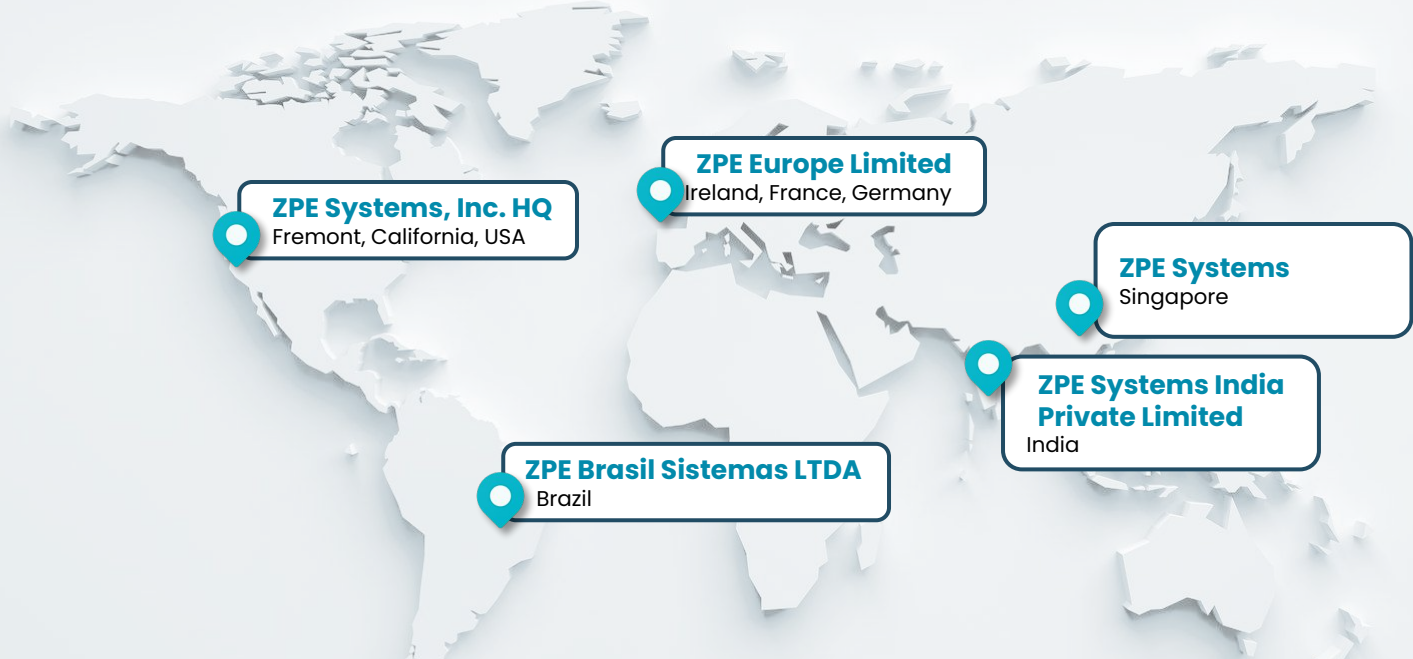 ZPE Europe Limited
Ireland, France, Germany
ZPE Systems, Inc. HQ
Fremont, California, USA
ZPE Systems
Singapore
ZPE Systems India
Private Limited
India
ZPE Brasil Sistemas LTDA
Brazil